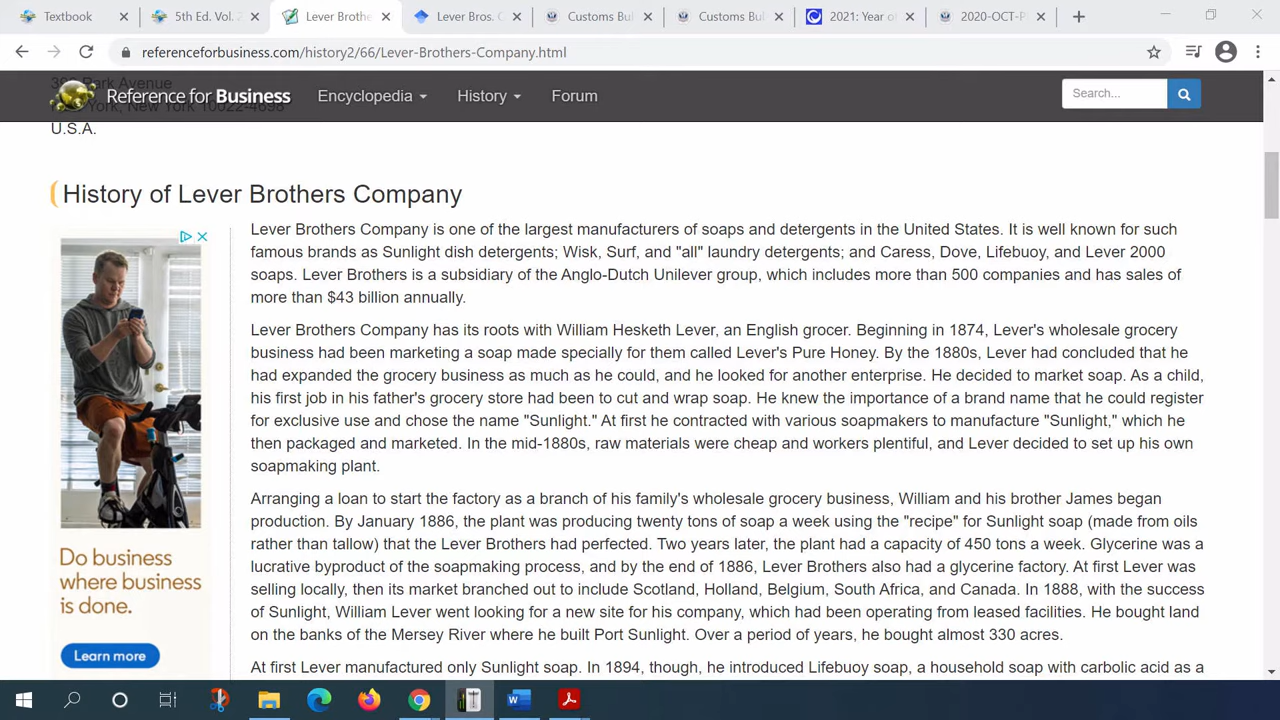 Textbook
5th Ed. Vol. 2
Lever Brothe
Lever Bros. C
Customs Bul
Customs Bul
2021: Year of
2020-OCT-P
referenceforbusiness.com/history2/66/Lever-Brothers-Company.html
Park Avenue
Reference for Business
Encyclopedia
History
Forum
Search...
New York, New York 10022-4698
U.S.A.
History of Lever Brothers Company
Lever Brothers Company is one of the largest manufacturers of soaps and detergents in the United States. It is well known for such
famous brands as Sunlight dish detergents; Wisk, Surf, and "all" laundry detergents; and Caress, Dove, Lifebuoy, and Lever 2000
soaps. Lever Brothers is a subsidiary of the Anglo-Dutch Unilever group, which includes more than 500 companies and has sales of
more than $43 billion annually.
Lever Brothers Company has its roots with William Hesketh Lever, an English grocer. Beginning in 1874, Lever's wholesale grocery
business had been marketing a soap made specially for them called Lever's Pure Honey. By the 1880s, Lever had concluded that he
had expanded the grocery business as much as he could, and he looked for another enterprise. He decided to market soap. As a child,
his first job in his father's grocery store had been to cut and wrap soap. He knew the importance of a brand name that he could register
for exclusive use and chose the name "Sunlight." At first he contracted with various soapmakers to manufacture "Sunlight," which he
then packaged and marketed. In the mid-1880s, raw materials were cheap and workers plentiful, and Lever decided to set up his own
soapmaking plant.
Arranging a loan to start the factory as a branch of his family's wholesale grocery business, William and his brother James began
production. By January 1886, the plant was producing twenty tons of soap a week using the "recipe" for Sunlight soap (made from oils
rather than tallow) that the Lever Brothers had perfected. Two years later, the plant had a capacity of 450 tons a week. Glycerine was a
lucrative byproduct of the soapmaking process, and by the end of 1886, Lever Brothers also had a glycerine factory. At first Lever was
selling locally, then its market branched out to include Scotland, Holland, Belgium, South Africa, and Canada. In 1888, with the success
of Sunlight, William Lever went looking for a new site for his company, which had been operating from leased facilities. He bought land
on the banks of the Mersey River where he built Port Sunlight. Over a period of years, he bought almost 330 acres.
At first Lever manufactured only Sunlight soap. In 1894, though, he introduced Lifebuoy soap, a household soap with carbolic acid as a
Do business
where business
is done.
Learn more